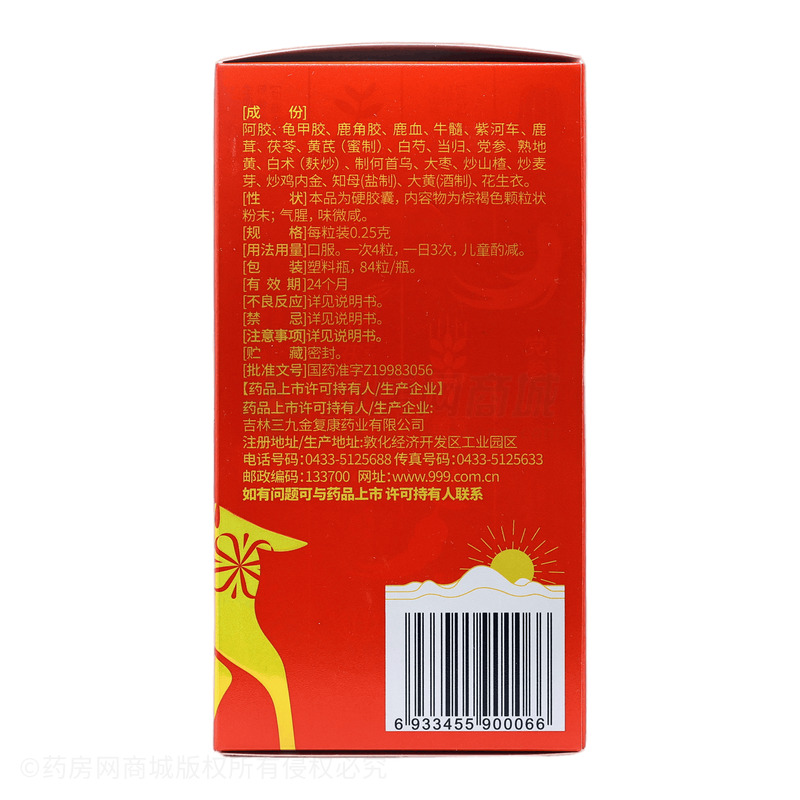 [成 份]
阿胶、龟甲胶、鹿角胶、鹿血、牛髓、紫河车、鹿
茸、茯苓、黄芪（蜜制）、白芍、当归、党参、熟地
黄、白术（麸炒）、制何首乌、大枣、炒山楂、炒麦
芽、炒鸡内金、知母(盐制)、大黄(酒制)、花生衣。
[性 状]本品为硬胶囊，内容物为棕褐色颗粒状
粉末；气腥，味微咸。
[规 格]每粒装0.25克
[用法用量]口服。一次4粒，一日3次，儿童酌减。
[包 装]塑料瓶，84粒/瓶。
[有 效 期]24个月
[不良反应]详见说明书。
[禁 忌]详见说明书。
[注意事项]详见说明书。
[贮 藏]密封。
[批准文号]国药准字Z19983056
【药品上市许可持有人/生产企业】
药品上市许可持有人/生产企业:
吉林三九金复康药业有限公司
注册地址/生产地址:敦化经济开发区工业园区
电话号码:0433-5125688 传真号码:0433-5125633
邮政编码:133700 网址:www.999.com.cn
如有问题可与药品上市 许可持有人联系
网商城
6 933455 900066
©药房网商城版权所有侵权必究